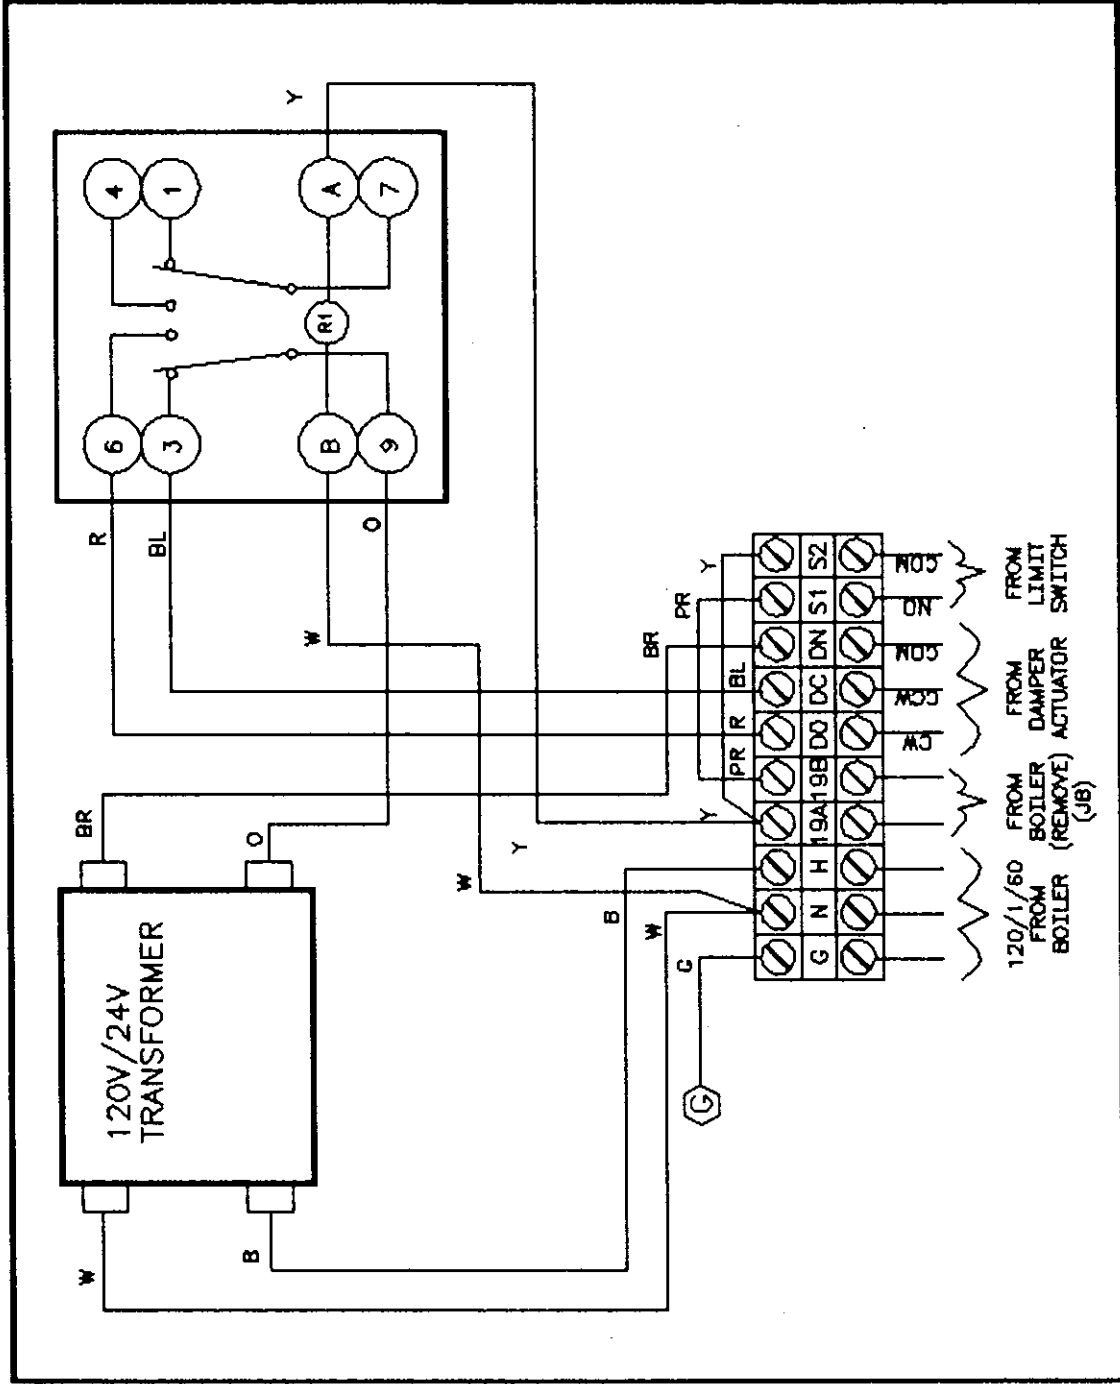 120V/24V
TRANSFORMER
W
B
BR
O
R
BL
W
O
6
3
B
9
R1
4
1
A
7
Y
W
Y
B
W
G
G
Y
PR
R
BL
BR
PR
Y
G N H 19A 19B DO DC DN S1 S2
CW CCW COM NO COM
120/1/60
FROM
BOILER
FROM
BOILER
(REMOVE)
(JB)
FROM
DAMPER
ACTUATOR
FROM
LIMIT
SWITCH